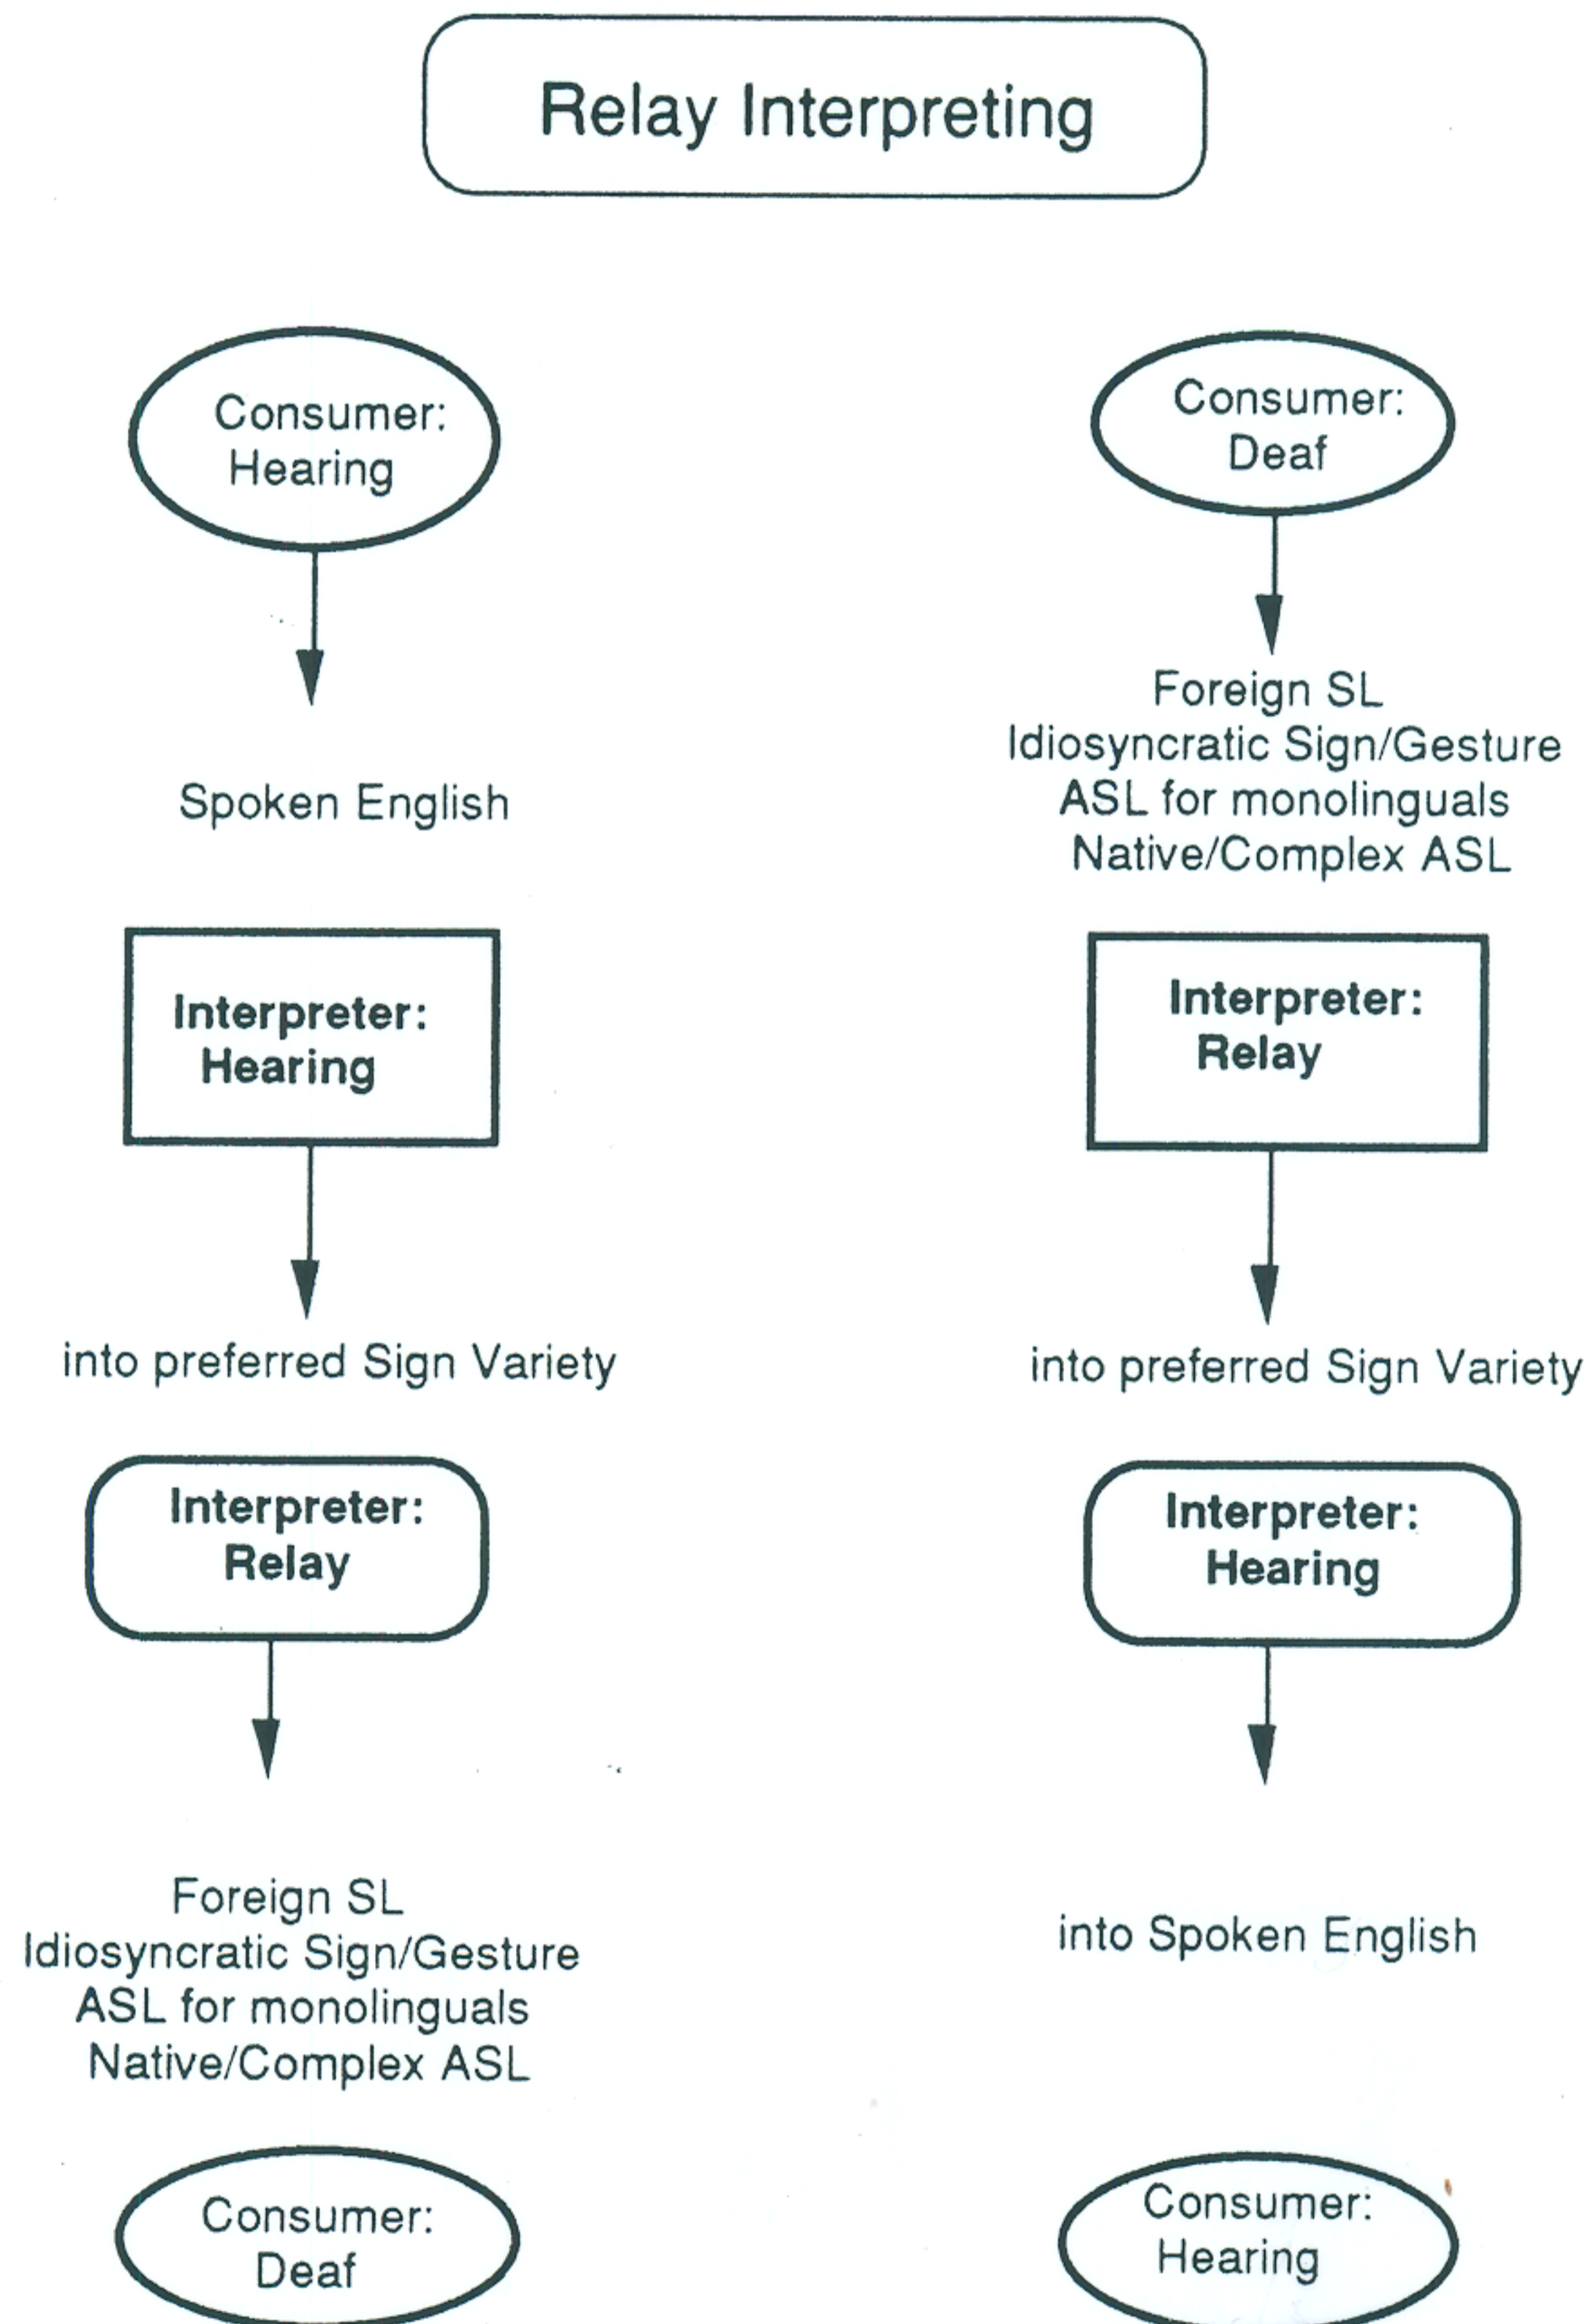 Relay Interpreting
Consumer:
Hearing
Spoken English
Interpreter:
Hearing
into preferred Sign Variety
Interpreter:
Relay
Foreign SL
Idiosyncratic Sign/Gesture
ASL for monolinguals
Native/Complex ASL
Consumer:
Deaf
Consumer:
Deaf
Foreign SL
Idiosyncratic Sign/Gesture
ASL for monolinguals
Native/Complex ASL
Interpreter:
Relay
into preferred Sign Variety
Interpreter:
Hearing
into Spoken English
Consumer:
Hearing